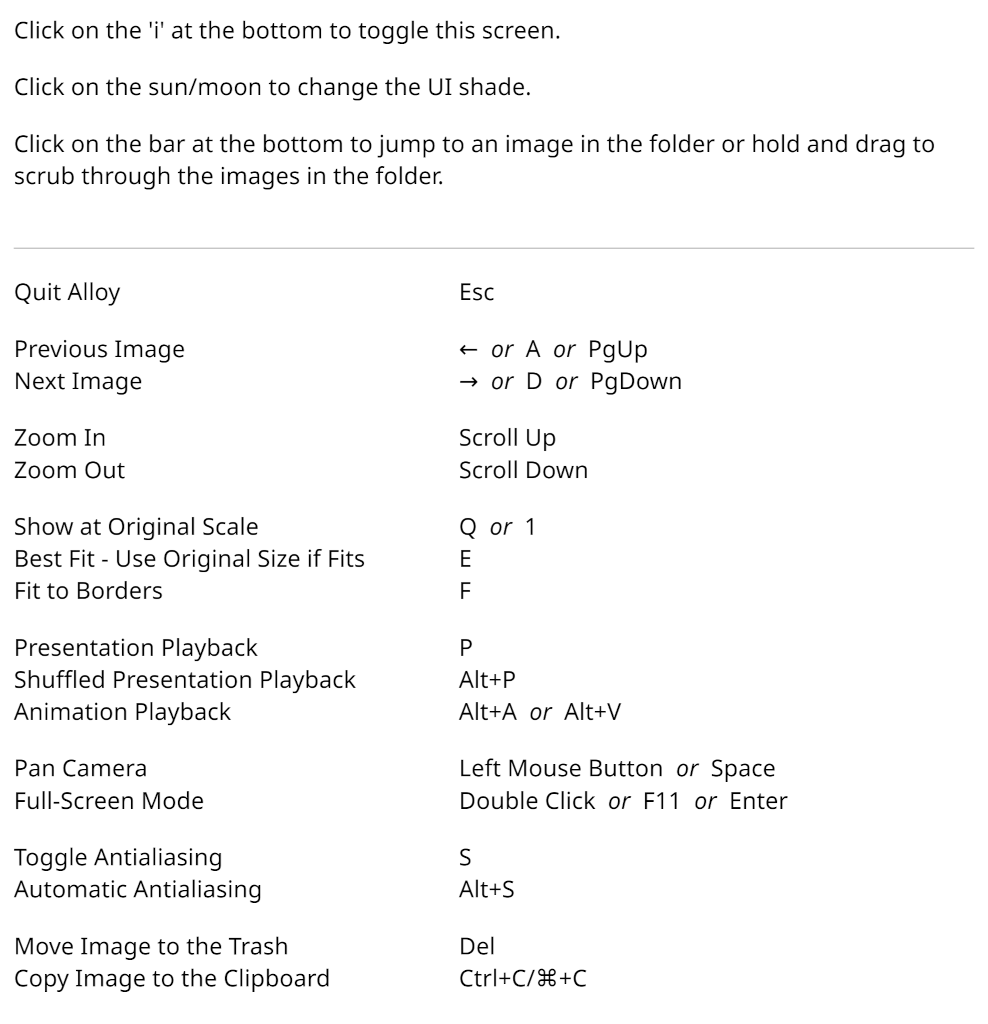 Click on the 'i' at the bottom to toggle this screen.
Click on the sun/moon to change the UI shade.
Click on the bar at the bottom to jump to an image in the folder or hold and drag to
scrub through the images in the folder.
Quit Alloy Esc
Previous Image ← or A or PgUp
Next Image → or D or PgDown
Zoom In Scroll Up
Zoom Out Scroll Down
Show at Original Scale Q or 1
Best Fit - Use Original Size if Fits E
Fit to Borders F
Presentation Playback P
Shuffled Presentation Playback Alt+P
Animation Playback Alt+A or Alt+V
Pan Camera Left Mouse Button or Space
Full-Screen Mode Double Click or F11 or Enter
Toggle Antialiasing S
Automatic Antialiasing Alt+S
Move Image to the Trash Del
Copy Image to the Clipboard Ctrl+C/⌘+C